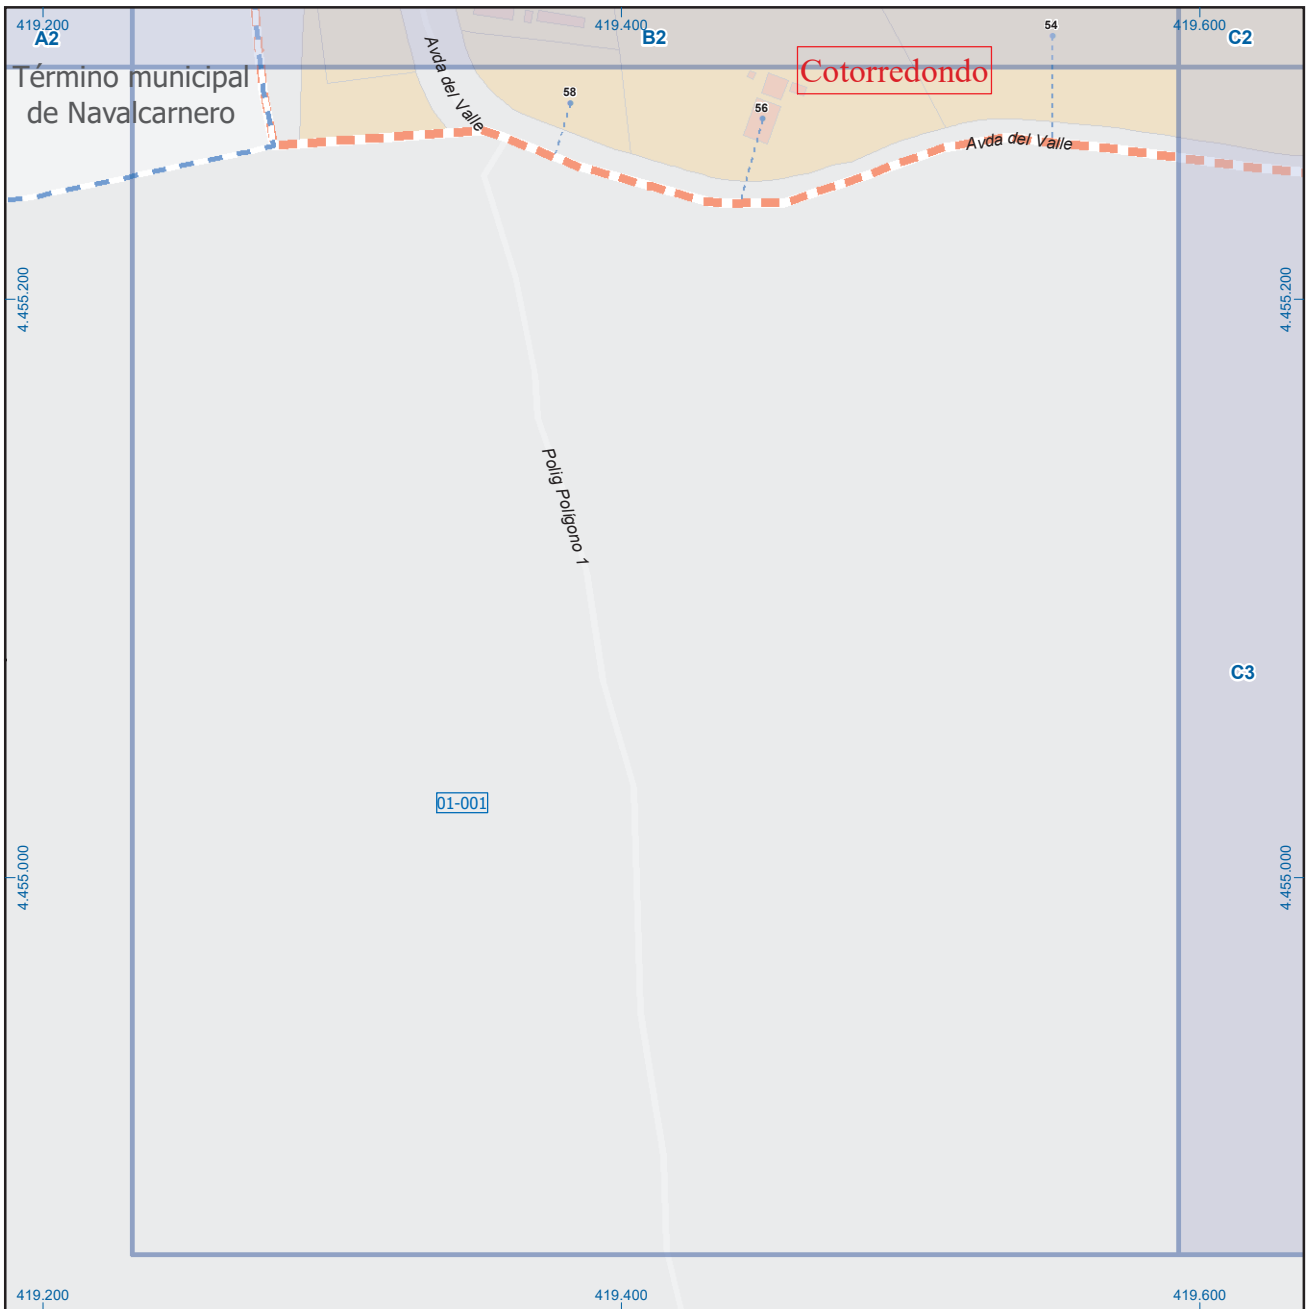 419.200
419.400
419.600
A2
B2
C2
54
Término municipal
de Navalcarnero
Avda del Valle
Cotorredondo
58
56
Avda del Valle
4.455.200
4.455.200
Polig Polígono 1
C3
01-001
4.455.000
4.455.000
419.200
419.400
419.600